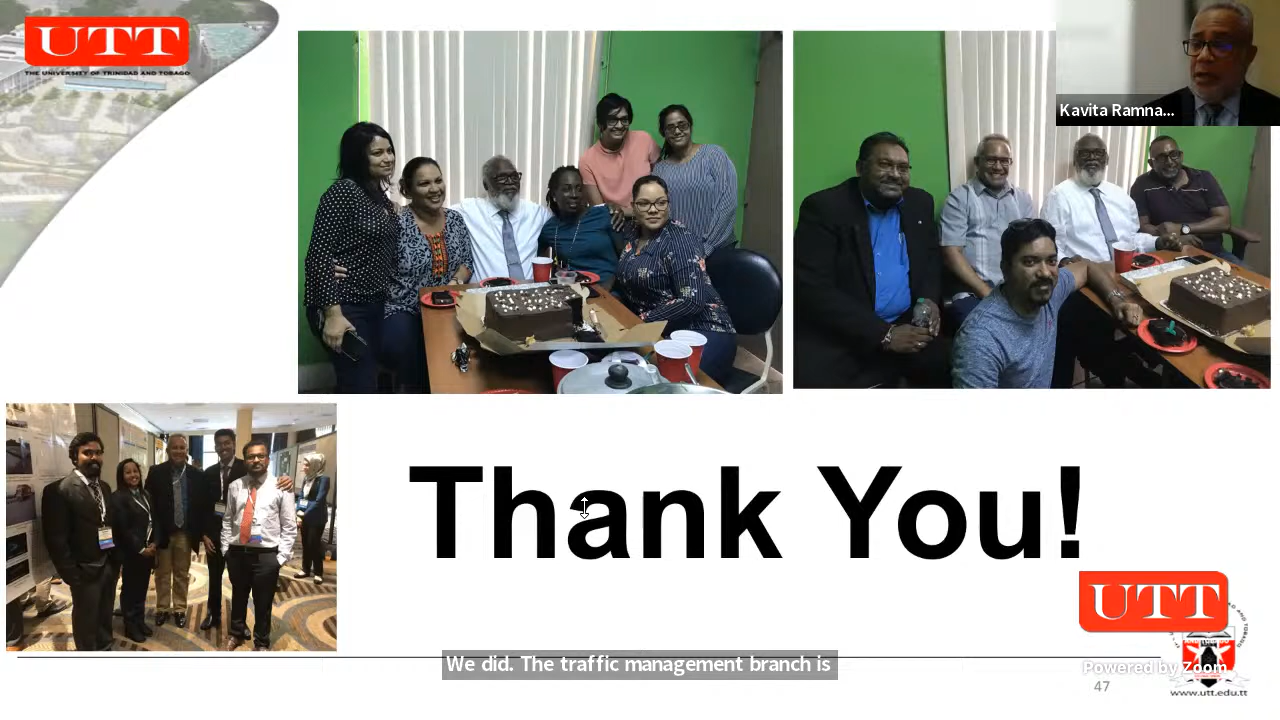 UTT
THE UNIVERSITY OF TRINIDAD AND TOBAGO
Kavita Ramna...
Thank You!
UTT
We did. The traffic management branch is
Powered by Zoom
47
www.utt.edu.tt